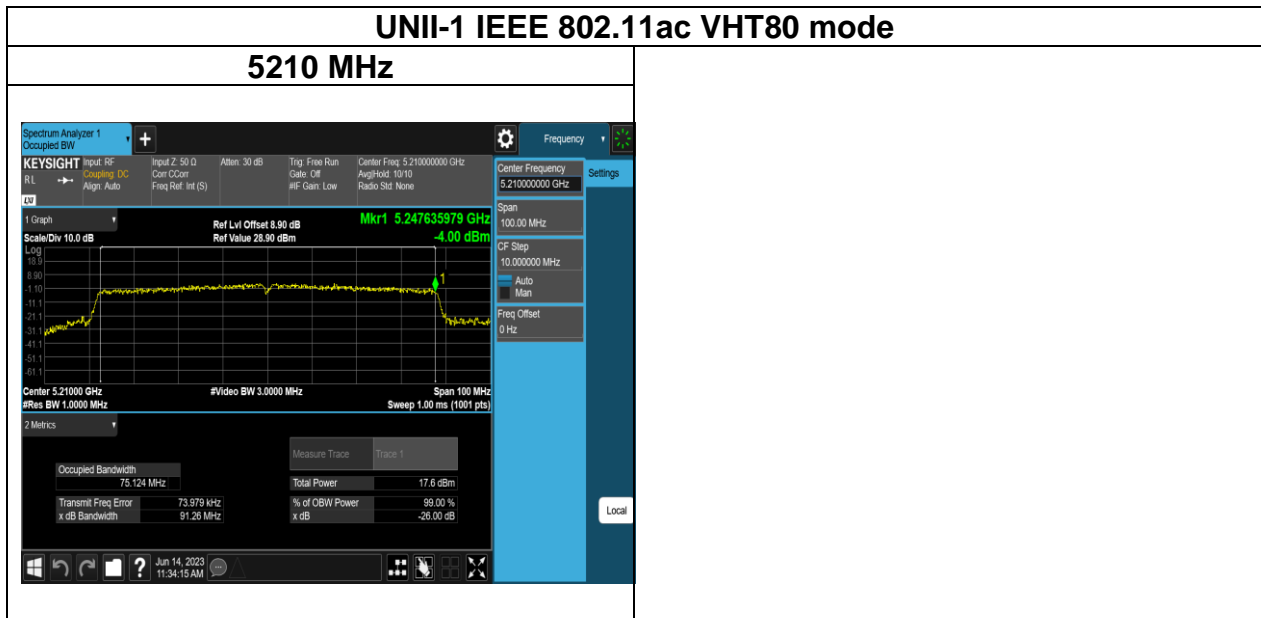 UNII-1 IEEE 802.11ac VHT80 mode
5210 MHz
Spectrum Analyzer 1
Occupied BW
Frequency
KEYSIGHT
RL
LXI
Input: RF
Coupling: DC
Align: Auto
Input Z: 50 Ω
Corr CCorr
Freq Ref: Int (S)
Atten: 30 dB
Trig: Free Run
Gate: Off
#IF Gain: Low
Center Freq: 5.210000000 GHz
Avg|Hold: 10/10
Radio Std: None
Center Frequency
5.210000000 GHz
Settings
Span
100.00 MHz
CF Step
10.000000 MHz
Auto
Man
Freq Offset
0 Hz
1 Graph
Scale/Div 10.0 dB
Ref Lvl Offset 8.90 dB
Ref Value 28.90 dBm
Mkr1 5.247635979 GHz
-4.00 dBm
Log
18.9
8.90
-1.10
-11.1
-21.1
-31.1
-41.1
-51.1
-61.1
1
Center 5.21000 GHz
#Res BW 1.0000 MHz
#Video BW 3.0000 MHz
Span 100 MHz
Sweep 1.00 ms (1001 pts)
2 Metrics
Measure Trace Trace 1
Occupied Bandwidth
75.124 MHz
Total Power 17.6 dBm
Transmit Freq Error 73.979 kHz % of OBW Power 99.00 %
x dB Bandwidth 91.26 MHz x dB -26.00 dB
Local
? Jun 14, 2023
11:34:15 AM